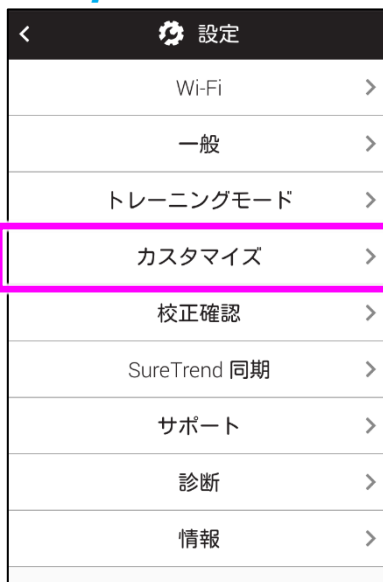 設定
Wi-Fi
一般
トレーニングモード
カスタマイズ
校正確認
SureTrend 同期
サポート
診断
情報